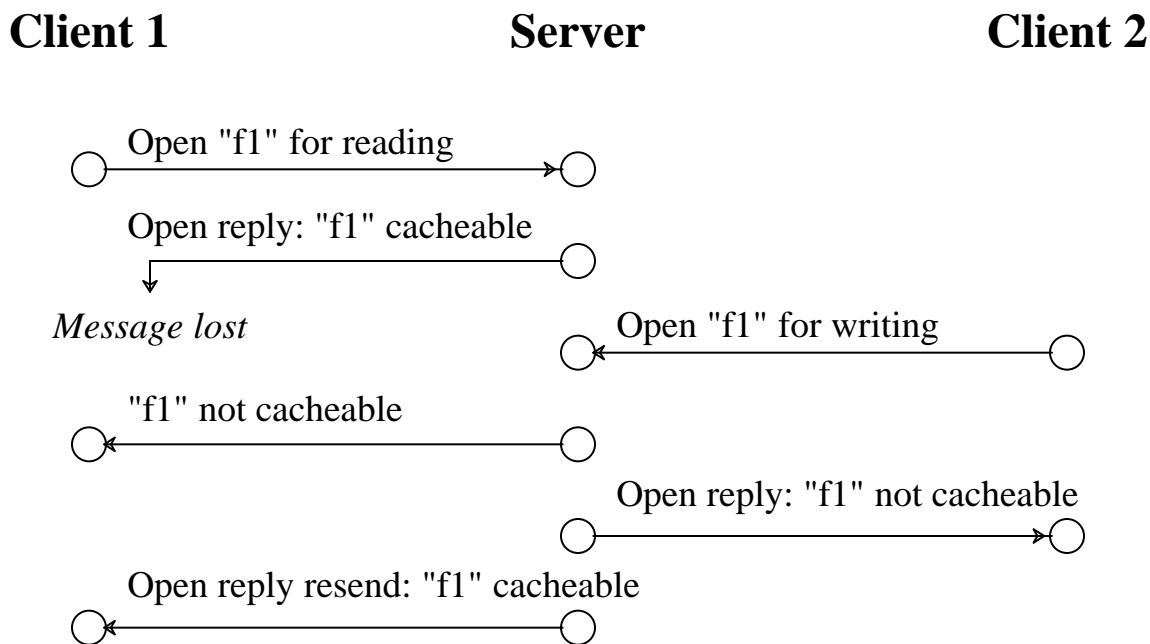 Client 1 Server Client 2
Open "f1" for reading
Open reply: "f1" cacheable
Message lost
Open "f1" for writing
"f1" not cacheable
Open reply: "f1" not cacheable
Open reply resend: "f1" cacheable